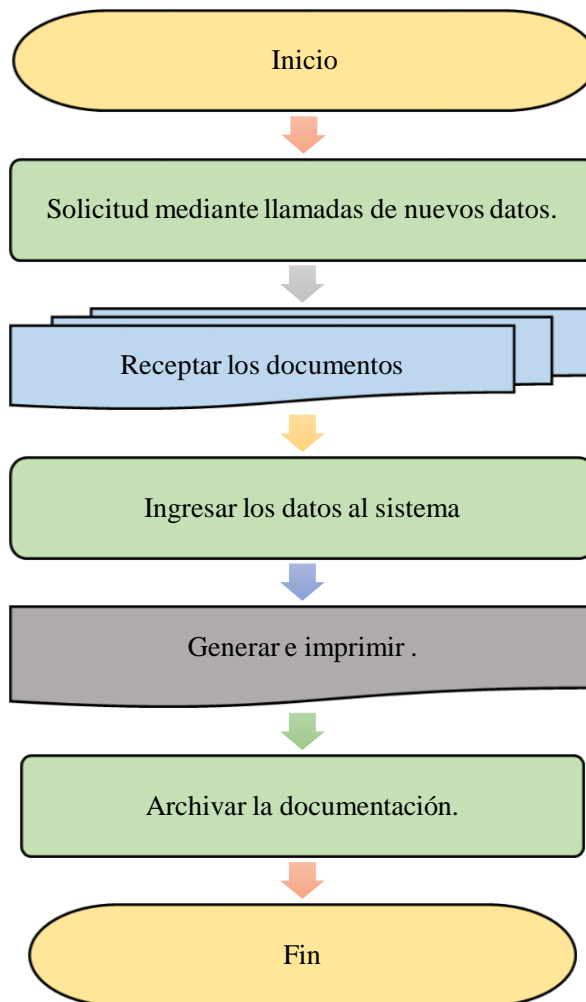 Inicio
Solicitud mediante llamadas de nuevos datos.
Receptar los documentos
Ingresar los datos al sistema
Generar e imprimir .
Archivar la documentación.
Fin